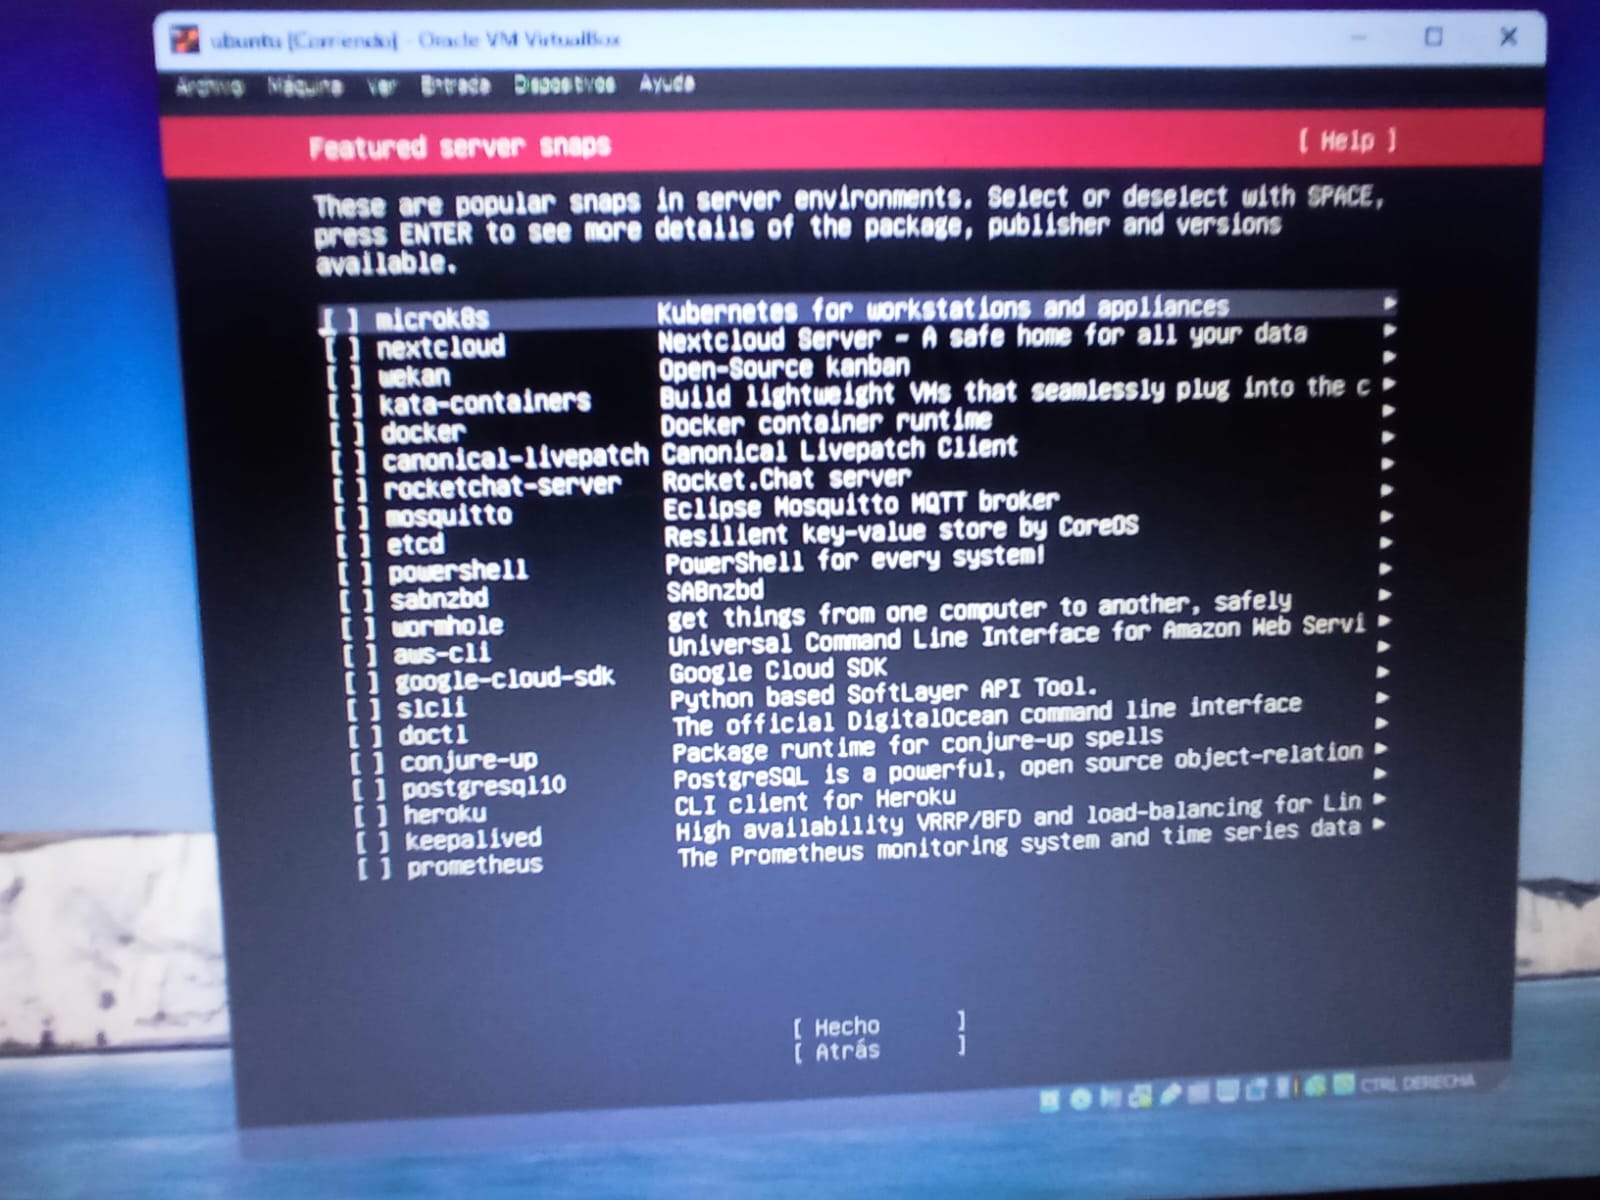 ubuntu [Corriendo] - Oracle VM VirtualBox
Archivo Máquina Ver Entrada Dispositivos Ayuda
Featured server snaps [ Help ]
These are popular snaps in server environments. Select or deselect with SPACE,
press ENTER to see more details of the package, publisher and versions
available.
[ ] microk8s Kubernetes for workstations and appliances ▸
[ ] nextcloud Nextcloud Server - A safe home for all your data ▸
[ ] wekan Open-Source kanban ▸
[ ] kata-containers Build lightweight VMs that seamlessly plug into the c ▸
[ ] docker Docker container runtime ▸
[ ] canonical-livepatch Canonical Livepatch Client ▸
[ ] rocketchat-server Rocket.Chat server ▸
[ ] mosquitto Eclipse Mosquitto MQTT broker ▸
[ ] etcd Resilient key-value store by CoreOS ▸
[ ] powershell PowerShell for every system! ▸
[ ] sabnzbd SABnzbd ▸
[ ] wormhole get things from one computer to another, safely ▸
[ ] aws-cli Universal Command Line Interface for Amazon Web Servi ▸
[ ] google-cloud-sdk Google Cloud SDK ▸
[ ] slcli Python based SoftLayer API Tool. ▸
[ ] doctl The official DigitalOcean command line interface ▸
[ ] conjure-up Package runtime for conjure-up spells ▸
[ ] postgresql10 PostgreSQL is a powerful, open source object-relation ▸
[ ] heroku CLI client for Heroku ▸
[ ] keepalived High availability VRRP/BFD and load-balancing for Lin ▸
[ ] prometheus The Prometheus monitoring system and time series data ▸
[ Hecho ]
[ Atrás ]
CTRL DERECHA